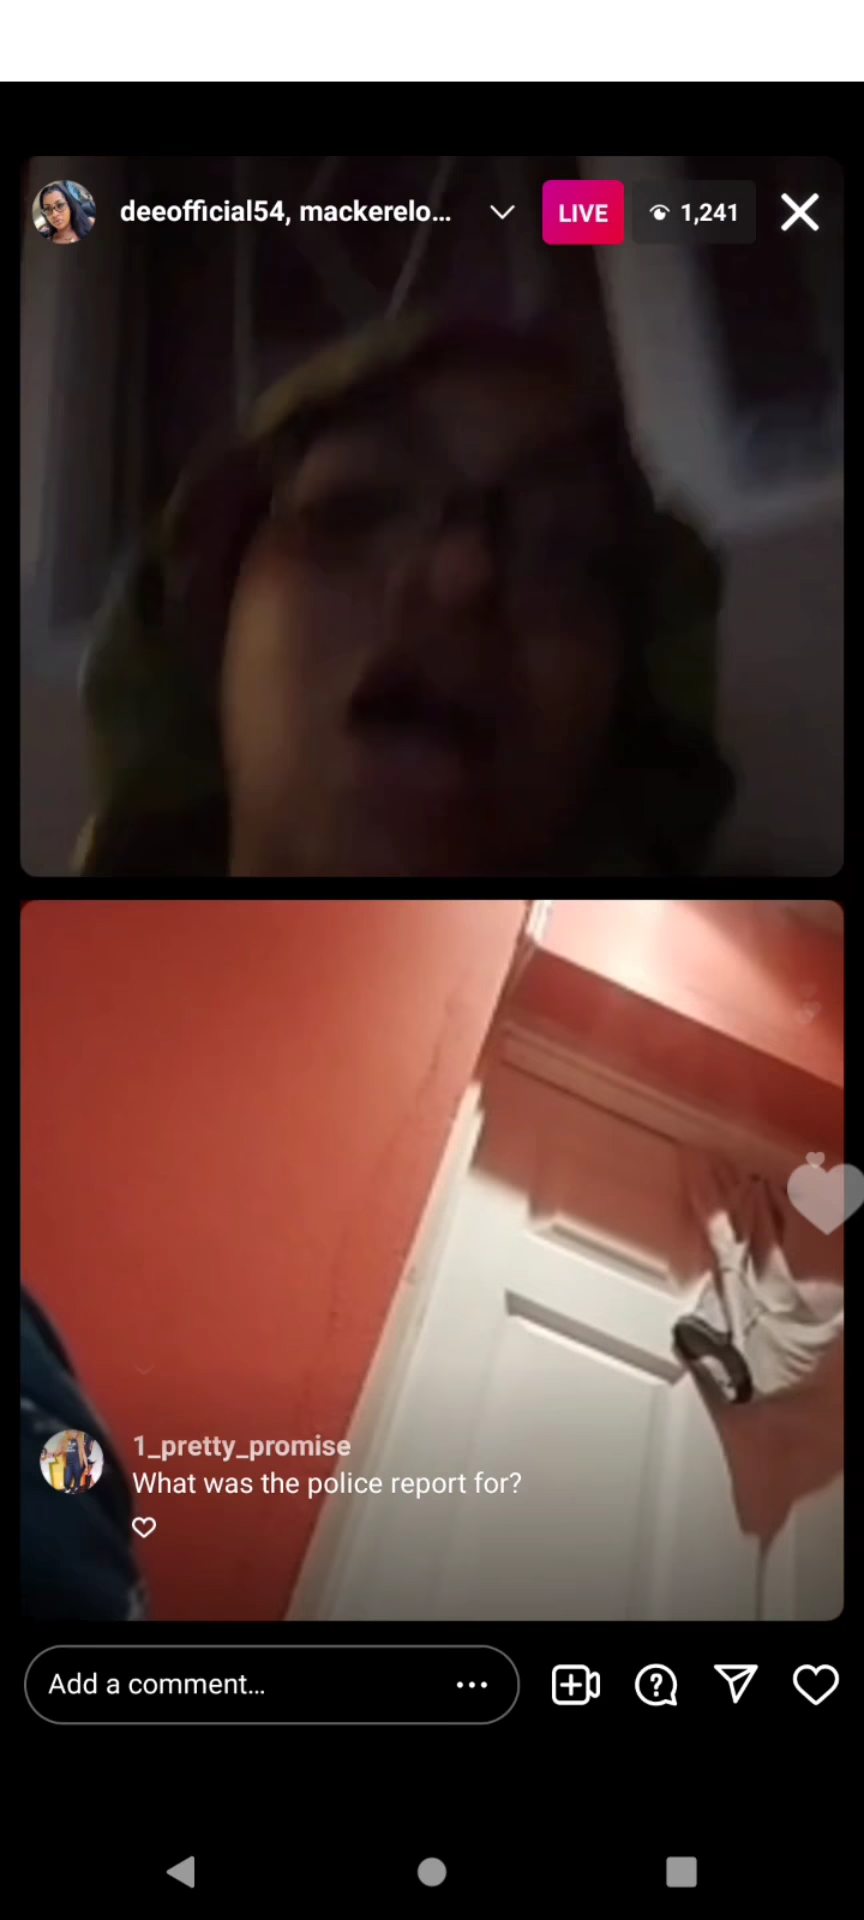 deeofficial54, mackerelo...
LIVE
1,241
1_pretty_promise
What was the police report for?
Add a comment...